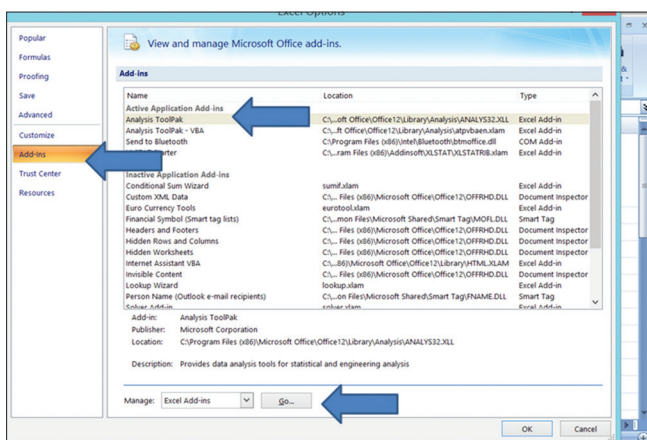 Excel Options
Popular
Formulas
Proofing
Save
Advanced
Customize
Add-Ins
Trust Center
Resources
View and manage Microsoft Office add-ins.
Add-ins
Name Location Type
Active Application Add-ins
Analysis ToolPak C:\...oft Office\Office12\Library\Analysis\ANALYS32.XLL Excel Add-in
Analysis ToolPak - VBA C:\...ft Office\Office12\Library\Analysis\atpvbaen.xlam Excel Add-in
Send to Bluetooth C:\Program Files (x86)\Intel\Bluetooth\btmoffice.dll COM Add-in
C:\...ram Files (x86)\Addinsoft\XLSTAT\XLSTATRIB.xlam Excel Add-in
Inactive Application Add-ins
Conditional Sum Wizard sumif.xlam Excel Add-in
Custom XML Data C:\... Files (x86)\Microsoft Office\Office12\OFFRHD.DLL Document Inspector
Euro Currency Tools eurotool.xlam Excel Add-in
Financial Symbol (Smart tag lists) C:\...mon Files\Microsoft Shared\Smart Tag\MOFL.DLL Smart Tag
Headers and Footers C:\... Files (x86)\Microsoft Office\Office12\OFFRHD.DLL Document Inspector
Hidden Rows and Columns C:\... Files (x86)\Microsoft Office\Office12\OFFRHD.DLL Document Inspector
Hidden Worksheets C:\... Files (x86)\Microsoft Office\Office12\OFFRHD.DLL Document Inspector
Internet Assistant VBA C:\...86)\Microsoft Office\Office12\Library\HTML.XLAM Excel Add-in
Invisible Content C:\... Files (x86)\Microsoft Office\Office12\OFFRHD.DLL Document Inspector
Lookup Wizard lookup.xlam Excel Add-in
Person Name (Outlook e-mail recipients) C:\...on Files\Microsoft Shared\Smart Tag\FNAME.DLL Smart Tag
Solver Add-in solver.xlam Excel Add-in
Add-in: Analysis ToolPak
Publisher: Microsoft Corporation
Location: C:\Program Files (x86)\Microsoft Office\Office12\Library\Analysis\ANALYS32.XLL
Description: Provides data analysis tools for statistical and engineering analysis
Manage: Excel Add-ins Go...
OK Cancel